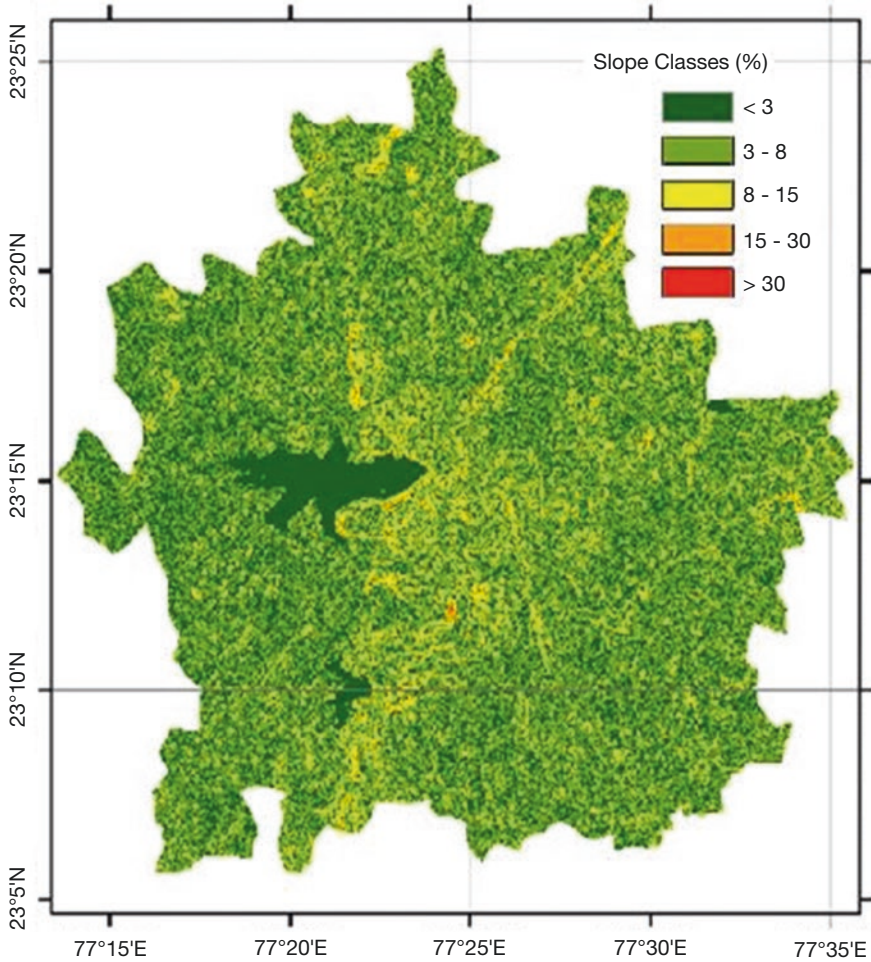 Slope Classes (%)
< 3
3 - 8
8 - 15
15 - 30
> 30
23°25'N
23°20'N
23°15'N
23°10'N
23°5'N
77°15'E
77°20'E
77°25'E
77°30'E
77°35'E